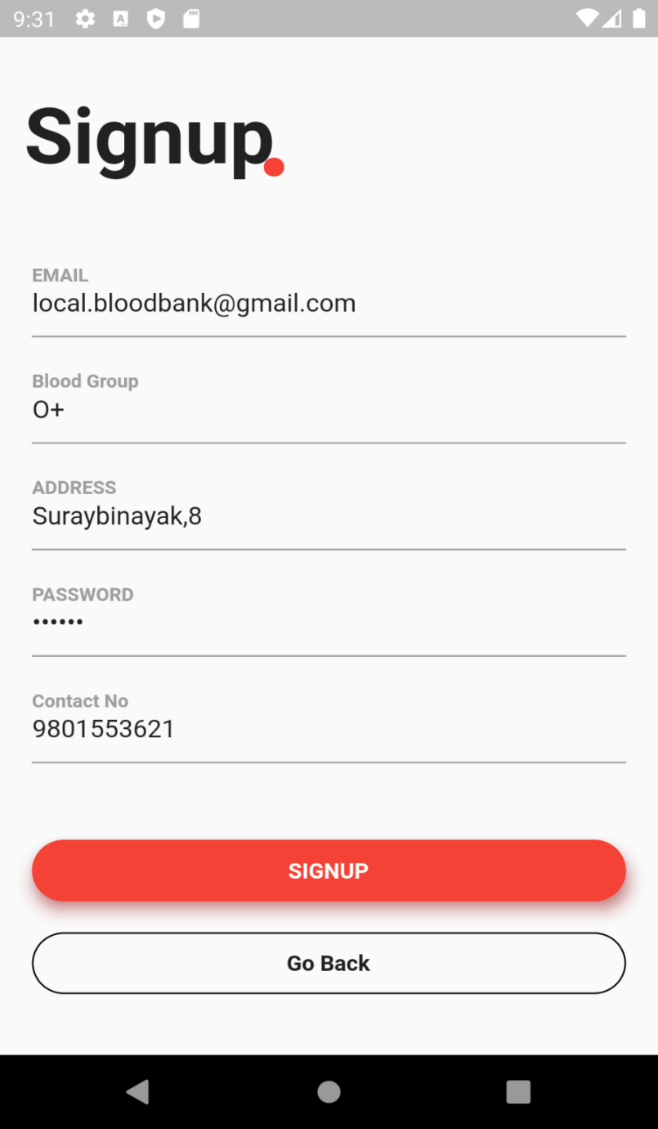 9:31
Signup
EMAIL
local.bloodbank@gmail.com
Blood Group
O+
ADDRESS
Suraybinayak,8
PASSWORD
••••••
Contact No
9801553621
SIGNUP
Go Back